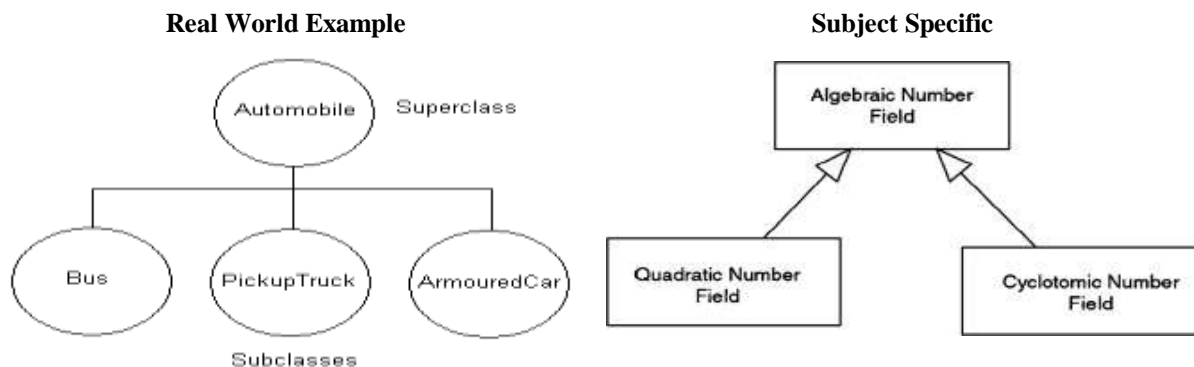 Real World Example
Automobile
Superclass
Bus
PickupTruck
ArmouredCar
Subclasses
Subject Specific
Algebraic Number
Field
Quadratic Number
Field
Cyclotomic Number
Field